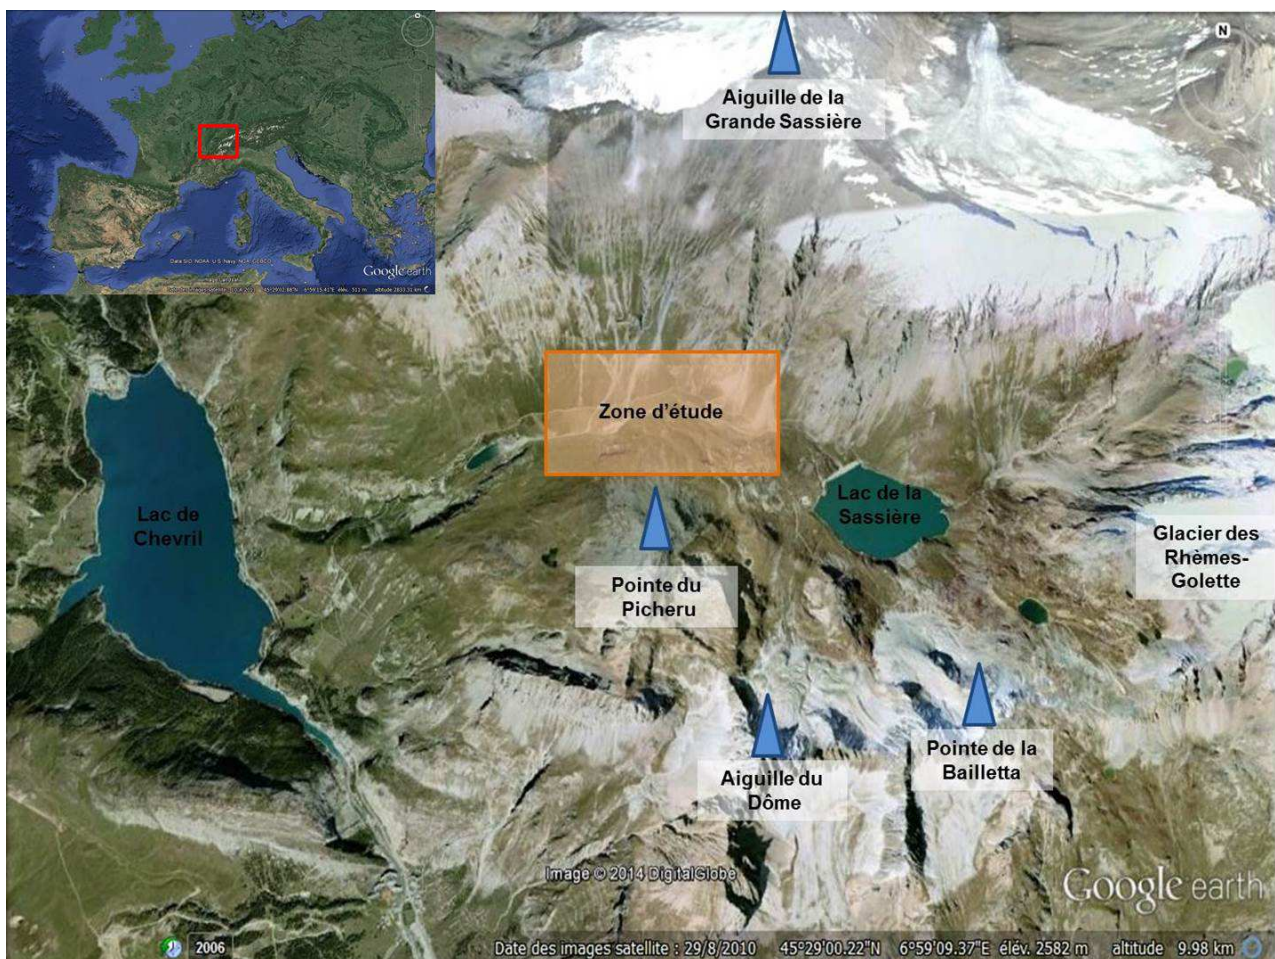 N
Aiguille de la
Grande Sassière
Google earth
Zone d'étude
Lac de
Chevril
Lac de la
Sassière
Glacier des
Rhèmes-
Golette
Pointe du
Picheru
Pointe de la
Bailletta
Aiguille du
Dôme
Image © 2014 DigitalGlobe
Google earth
2006
Date des images satellite : 29/8/2010 45°29'00.22"N 6°59'09.37"E élév. 2582 m altitude 9.98 km